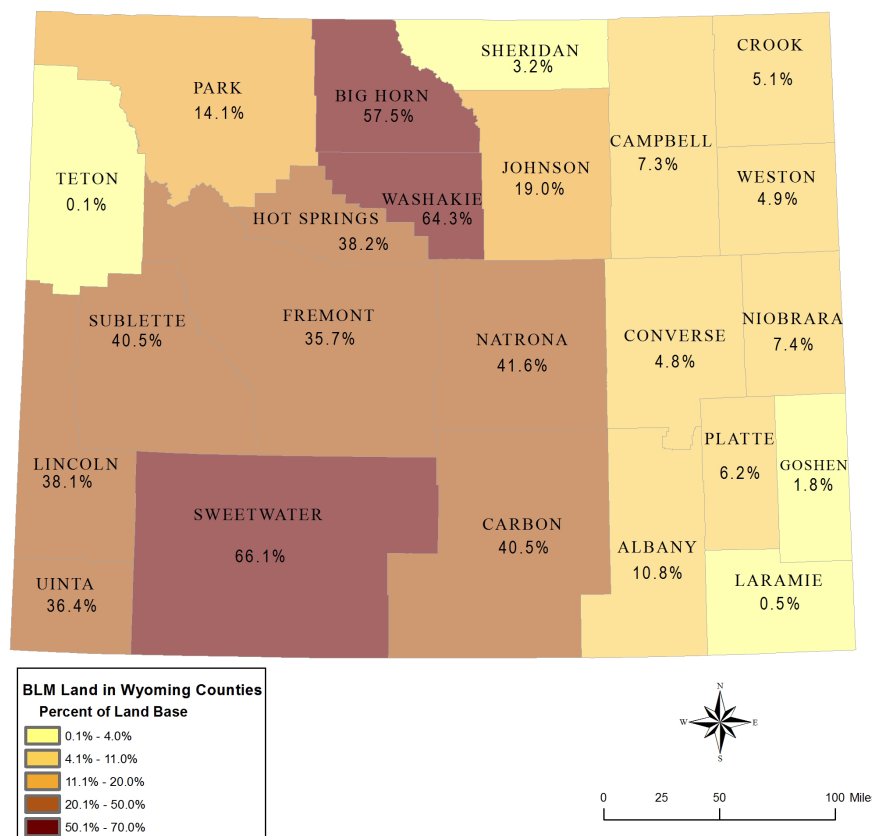 SHERIDAN
3.2%
CROOK
5.1%
PARK
14.1%
BIG HORN
57.5%
CAMPBELL
7.3%
JOHNSON
19.0%
WESTON
4.9%
TETON
0.1%
WASHAKIE
64.3%
HOT SPRINGS
38.2%
SUBLETTE
40.5%
FREMONT
35.7%
NATRONA
41.6%
CONVERSE
4.8%
NIOBRARA
7.4%
LINCOLN
38.1%
PLATTE
6.2%
GOSHEN
1.8%
SWEETWATER
66.1%
CARBON
40.5%
ALBANY
10.8%
UINTA
36.4%
LARAMIE
0.5%
BLM Land in Wyoming Counties
Percent of Land Base
0.1% - 4.0%
4.1% - 11.0%
11.1% - 20.0%
20.1% - 50.0%
50.1% - 70.0%
N
W E
S
0 25 50 100 Miles